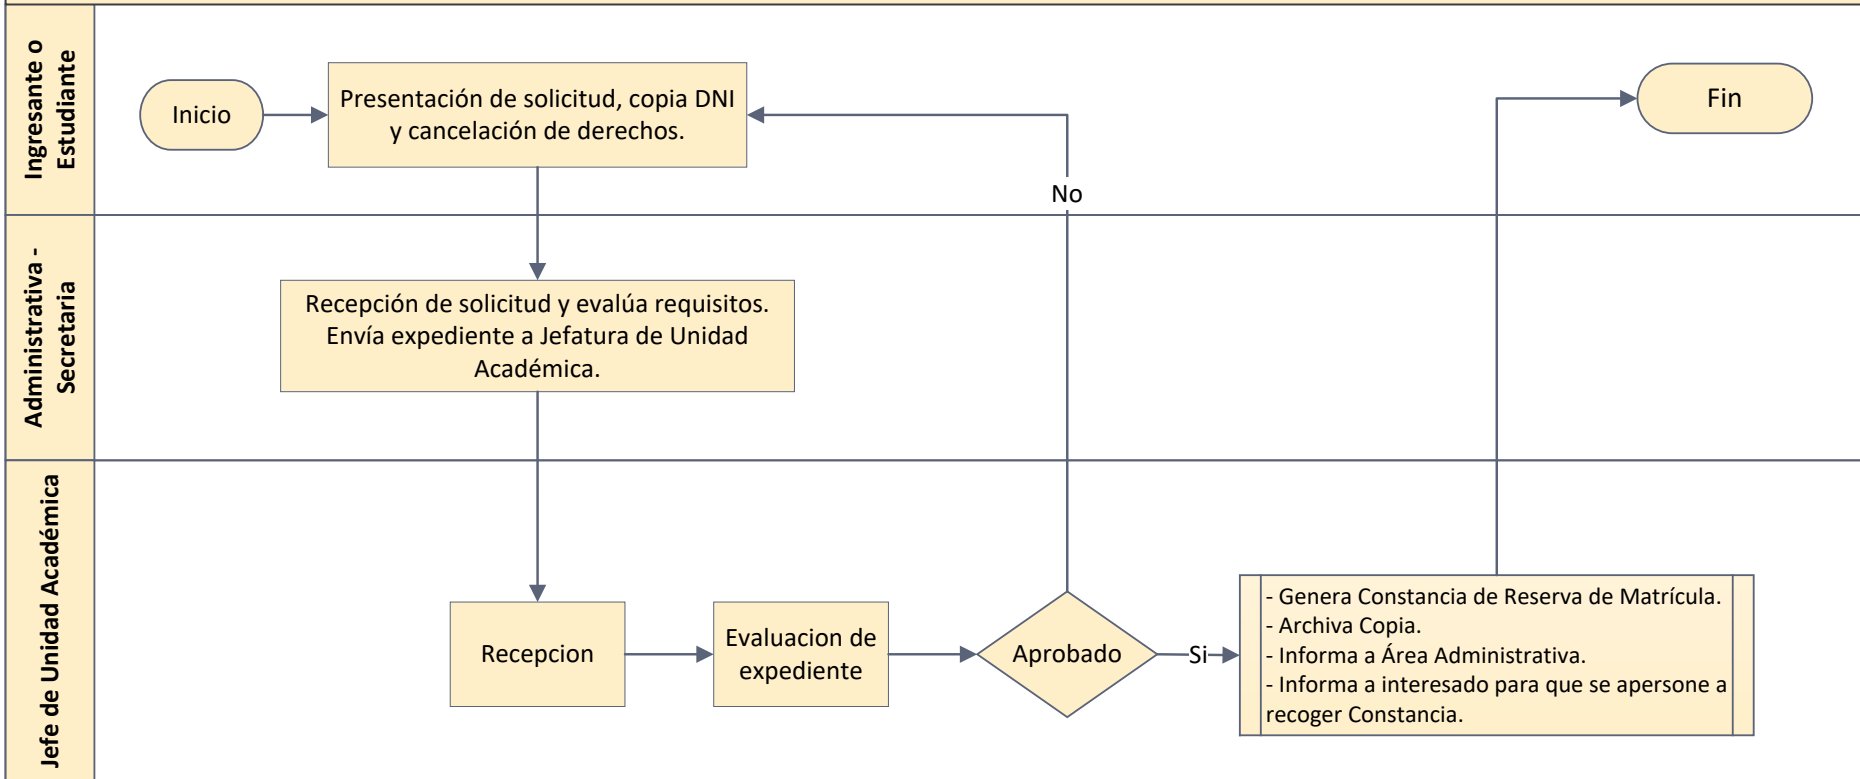 Ingresante o
Estudiante
Inicio
Presentación de solicitud, copia DNI
y cancelación de derechos.
No
Fin
Administrativa -
Secretaria
Recepción de solicitud y evalúa requisitos.
Envía expediente a Jefatura de Unidad
Académica.
Jefe de Unidad Académica
Recepcion
Evaluacion de
expediente
Aprobado
Si
- Genera Constancia de Reserva de Matrícula.
- Archiva Copia.
- Informa a Área Administrativa.
- Informa a interesado para que se apersone a
recoger Constancia.